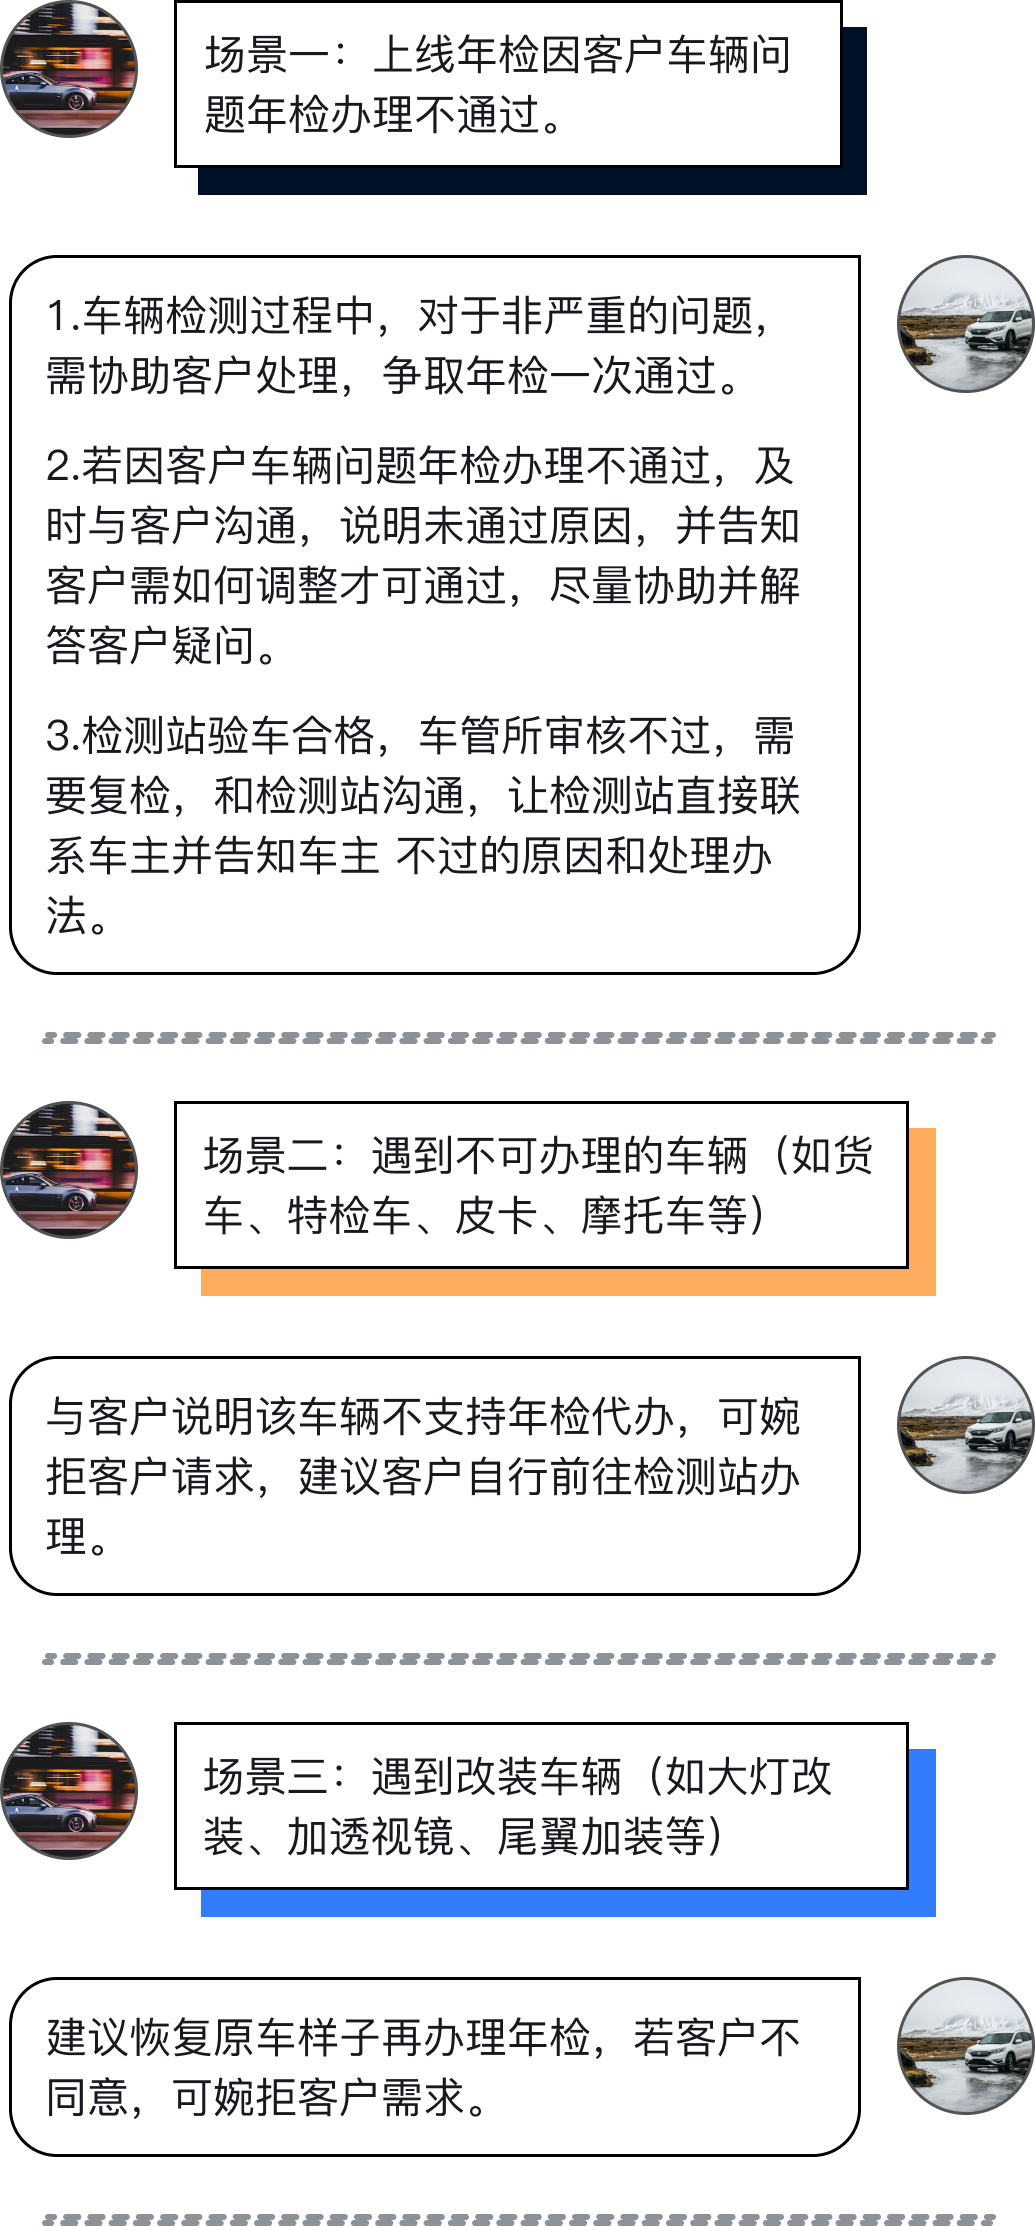 场景一：上线年检因客户车辆问
题年检办理不通过。
1.车辆检测过程中，对于非严重的问题，
需协助客户处理，争取年检一次通过。
2.若因客户车辆问题年检办理不通过，及
时与客户沟通，说明未通过原因，并告知
客户需如何调整才可通过，尽量协助并解
答客户疑问。
3.检测站验车合格，车管所审核不过，需
要复检，和检测站沟通，让检测站直接联
系车主并告知车主 不过的原因和处理办
法。
场景二：遇到不可办理的车辆（如货
车、特检车、皮卡、摩托车等）
与客户说明该车辆不支持年检代办，可婉
拒客户请求，建议客户自行前往检测站办
理。
场景三：遇到改装车辆（如大灯改
装、加透视镜、尾翼加装等）
建议恢复原车样子再办理年检，若客户不
同意，可婉拒客户需求。